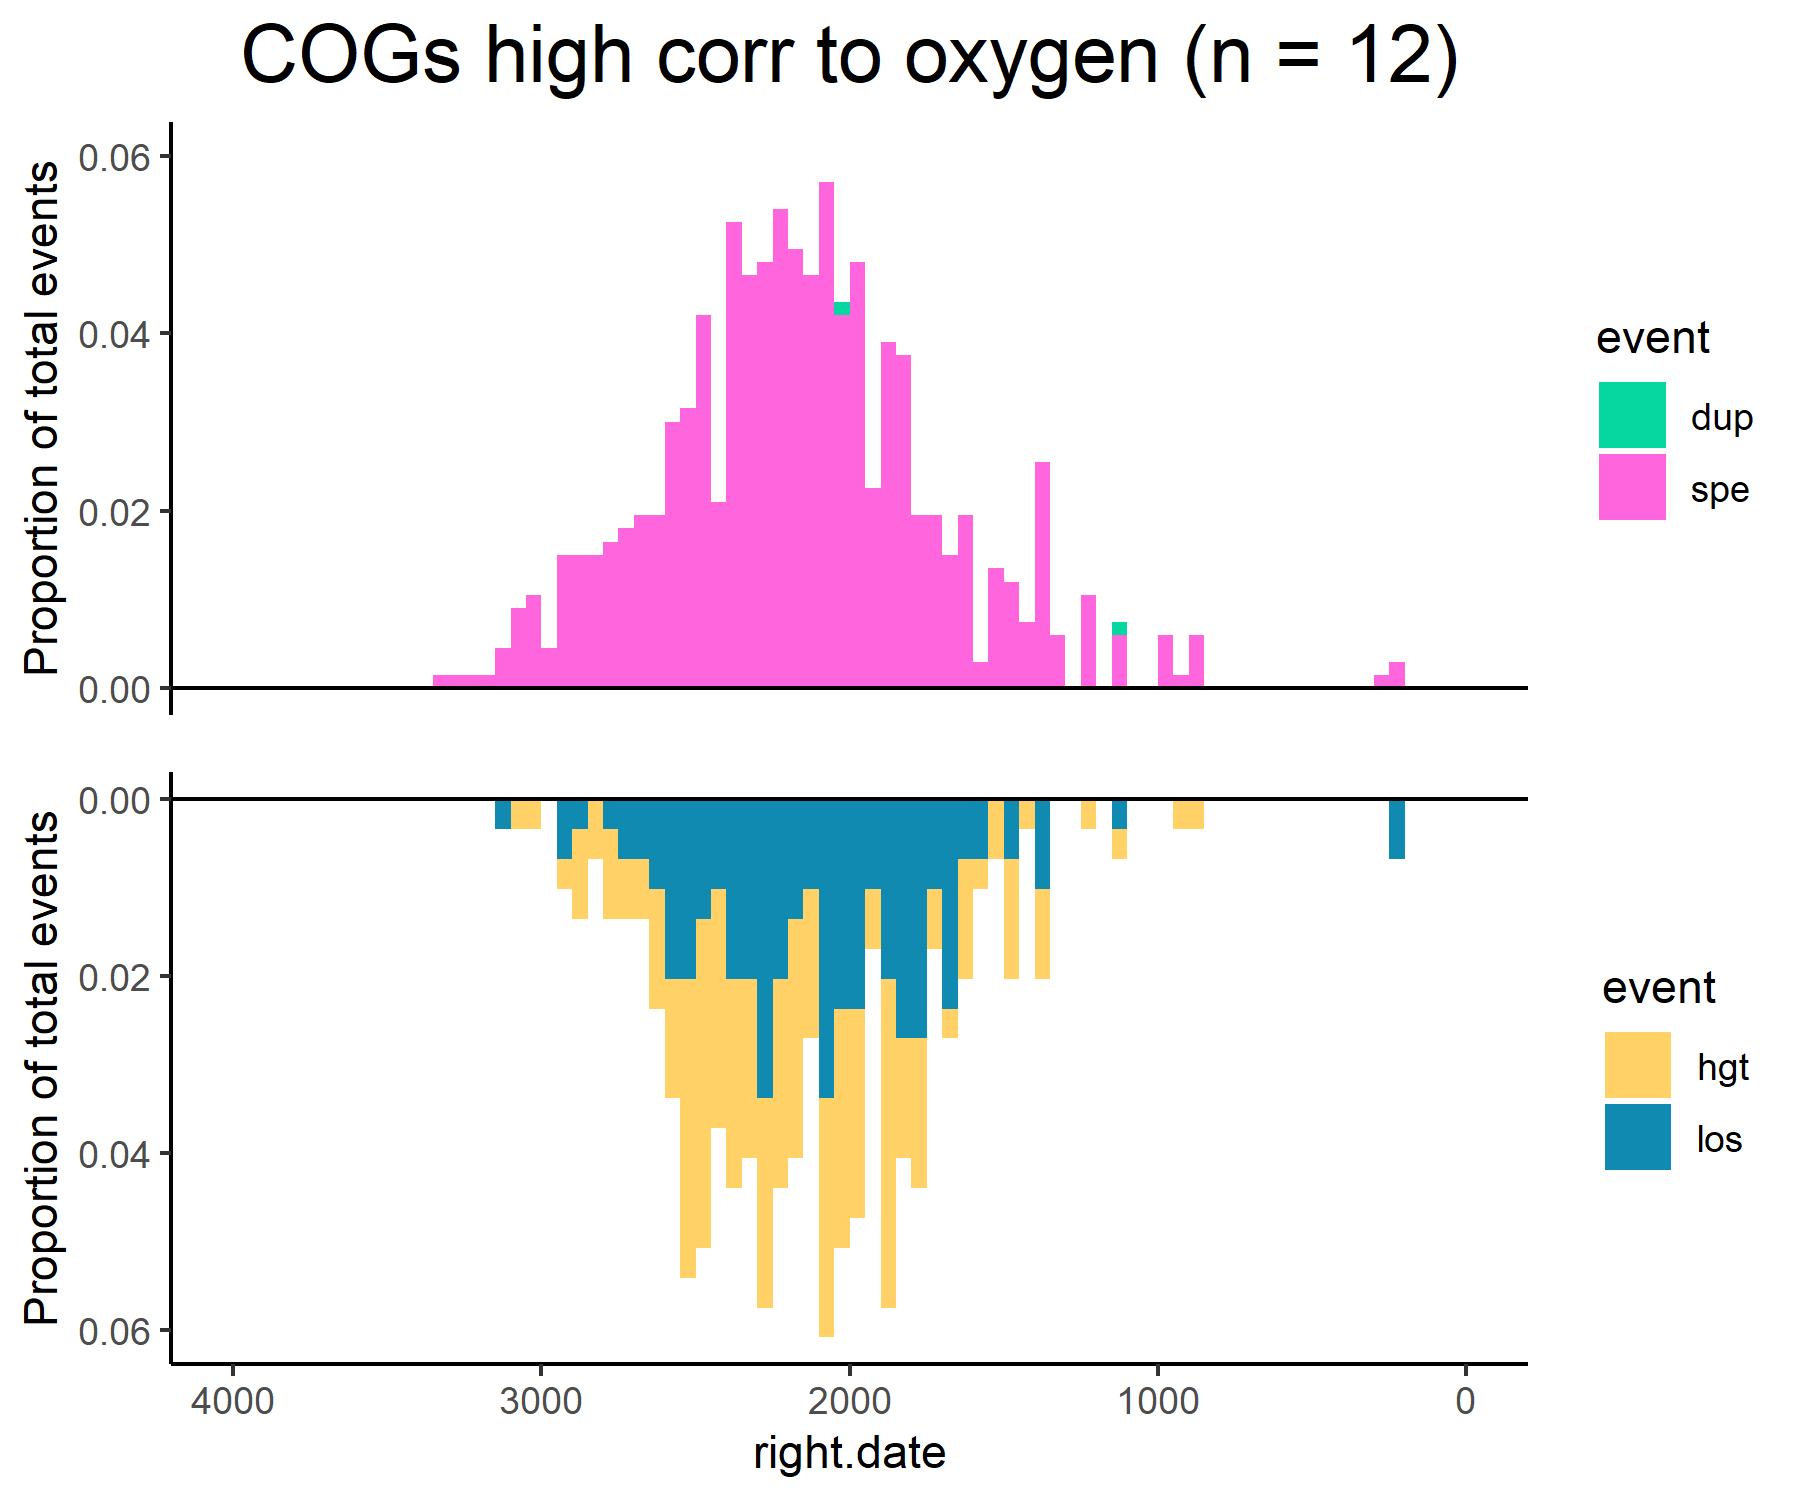 COGs high corr to oxygen (n = 12)
Proportion of total events
0.06
0.04
0.02
0.00
event
dup
spe
Proportion of total events
0.00
0.02
0.04
0.06
event
hgt
los
4000 3000 2000 1000 0
right.date